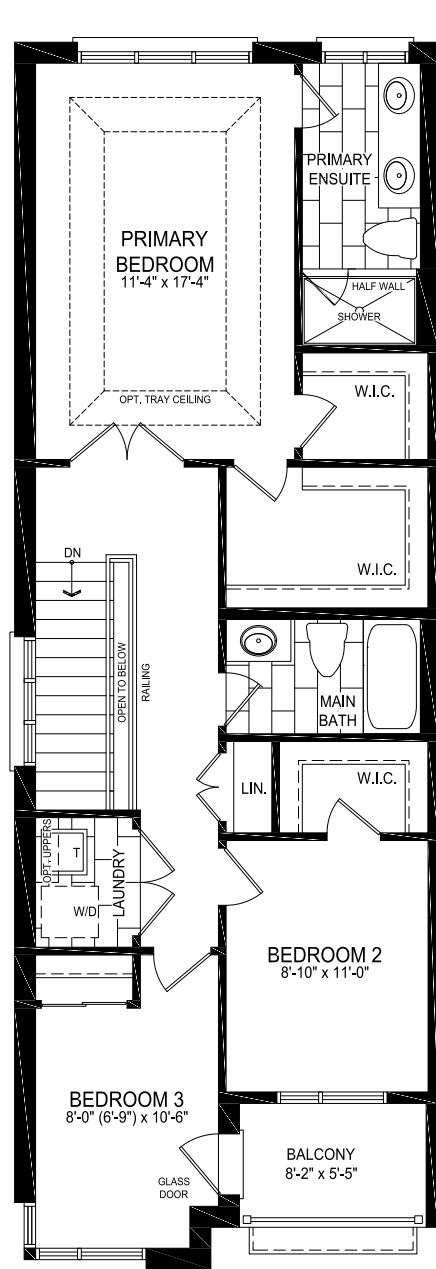 PRIMARY
ENSUITE
PRIMARY
BEDROOM
11'-4" x 17'-4"
HALF WALL
SHOWER
OPT. TRAY CEILING
W.I.C.
DN
W.I.C.
OPEN TO BELOW
RAILING
MAIN
BATH
LIN.
W.I.C.
OPT. UPPERS
T
W/D
LAUNDRY
BEDROOM 2
8'-10" x 11'-0"
BEDROOM 3
8'-0" (6'-9") x 10'-6"
GLASS
DOOR
BALCONY
8'-2" x 5'-5"